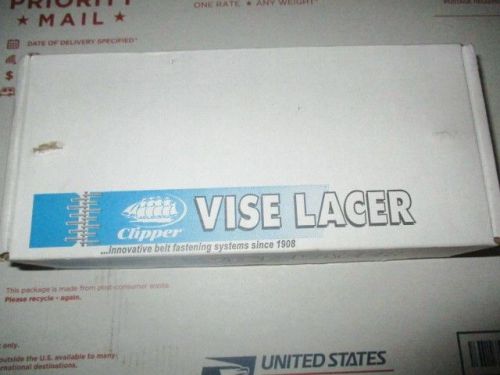 PRIORITY
★ MAIL ★
ONE RATE ★ ANY WEIGHT
DATE OF DELIVERY SPECIFIED
$
Clipper
VISE LACER
...innovative belt fastening systems since 1908
This package is made from post-consumer waste.
Please recycle - again.
only.
outside the U.S. available to many
destinations.
UNITED STATES